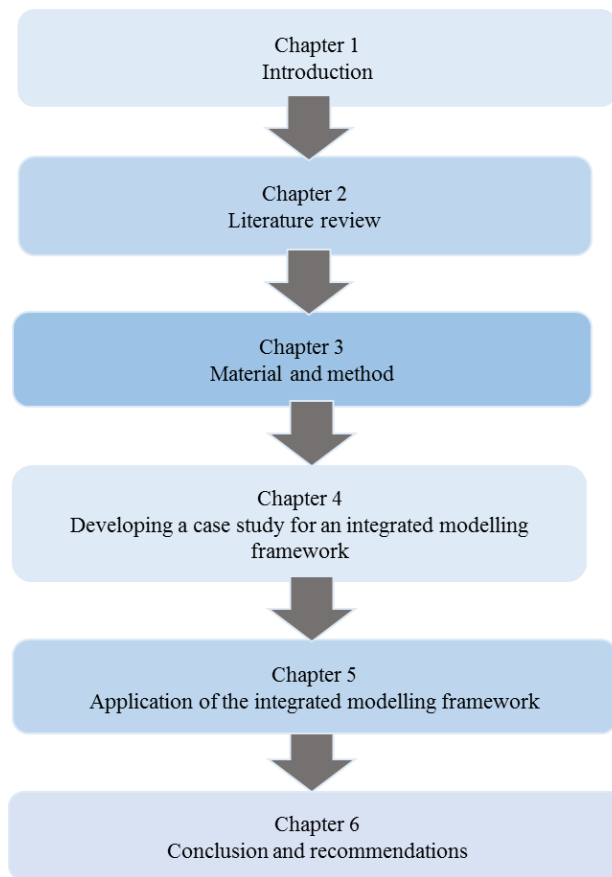 Chapter 1
Introduction
Chapter 2
Literature review
Chapter 3
Material and method
Chapter 4
Developing a case study for an integrated modelling
framework
Chapter 5
Application of the integrated modelling framework
Chapter 6
Conclusion and recommendations